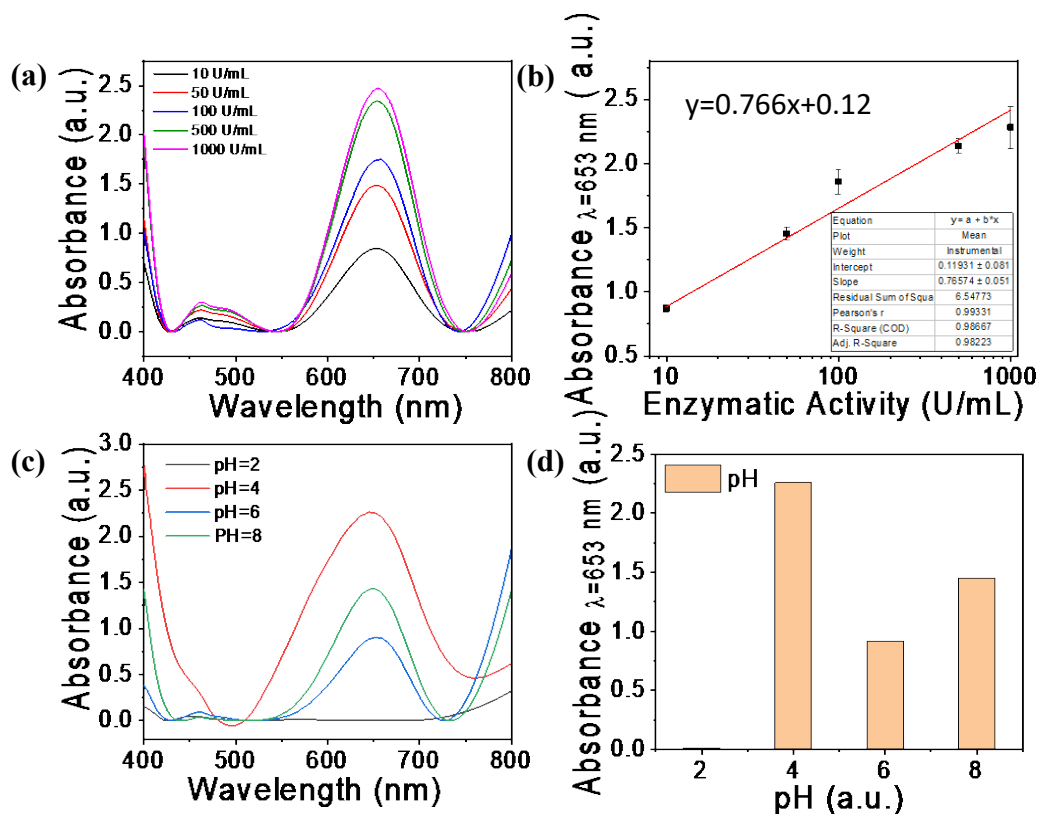 (a)
10 U/mL
50 U/mL
100 U/mL
500 U/mL
1000 U/mL
2.5
2.0
1.5
1.0
0.5
0.0
400 500 600 700 800
Absorbance (a.u.)
Wavelength (nm)
(b)
y=0.766x+0.12
2.5
2.0
1.5
1.0
0.5
10 100 1000
Absorbance λ=653 nm ( a.u.)
Enzymatic Activity (U/mL)
Equation y = a + b*x
Plot Mean
Weight Instrumental
Intercept 0.11931 ± 0.081
Slope 0.76574 ± 0.051
Residual Sum of Squa 6.54773
Pearson's r 0.99331
R-Square (COD) 0.98667
Adj. R-Square 0.98223
(c)
pH=2
pH=4
pH=6
PH=8
3.0
2.5
2.0
1.5
1.0
0.5
0.0
400 500 600 700 800
Absorbance (a.u.)
Wavelength (nm)
(d)
pH
2.5
2.0
1.5
1.0
0.5
0.0
2 4 6 8
Absorbance λ=653 nm (a.u.)
pH (a.u.)